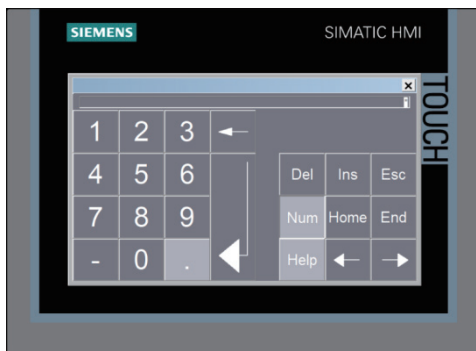 SIEMENS
SIMATIC HMI
TOUCH
1 2 3
4 5 6
Del Ins Esc
7 8 9
Num Home End
- 0 .
Help